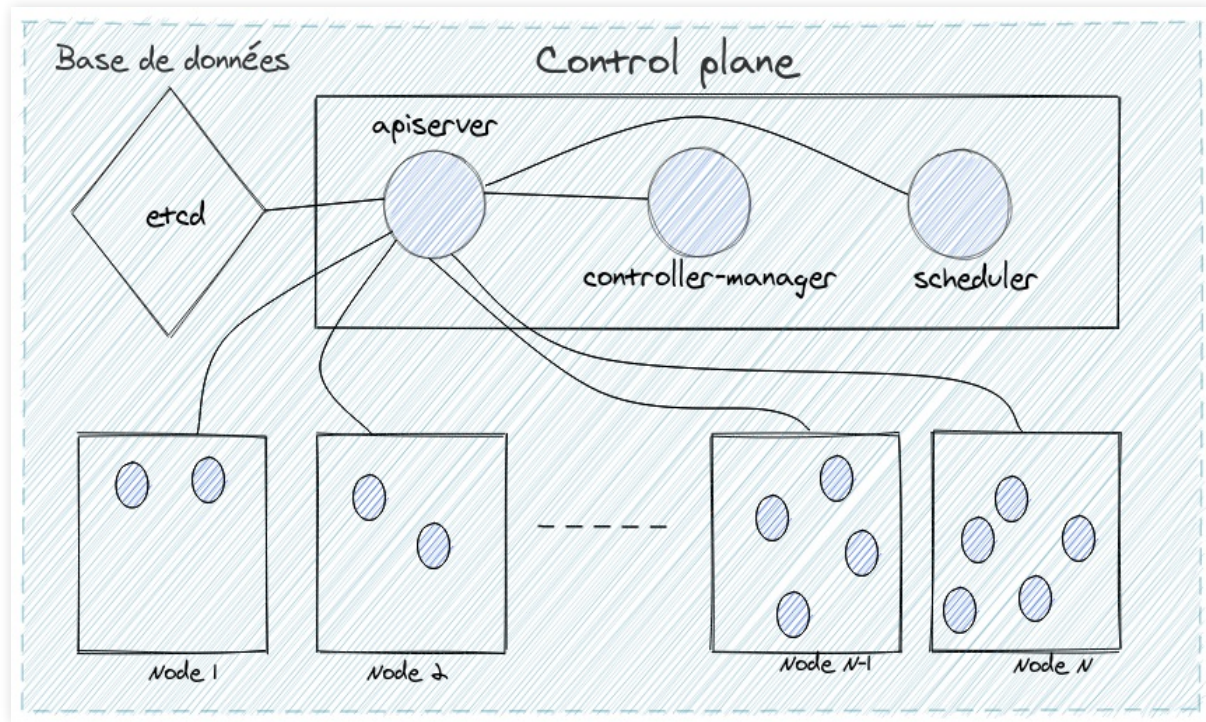 Base de données
Control plane
apiserver
etcd
controller-manager
scheduler
Node 1
Node 2
Node N-1
Node N